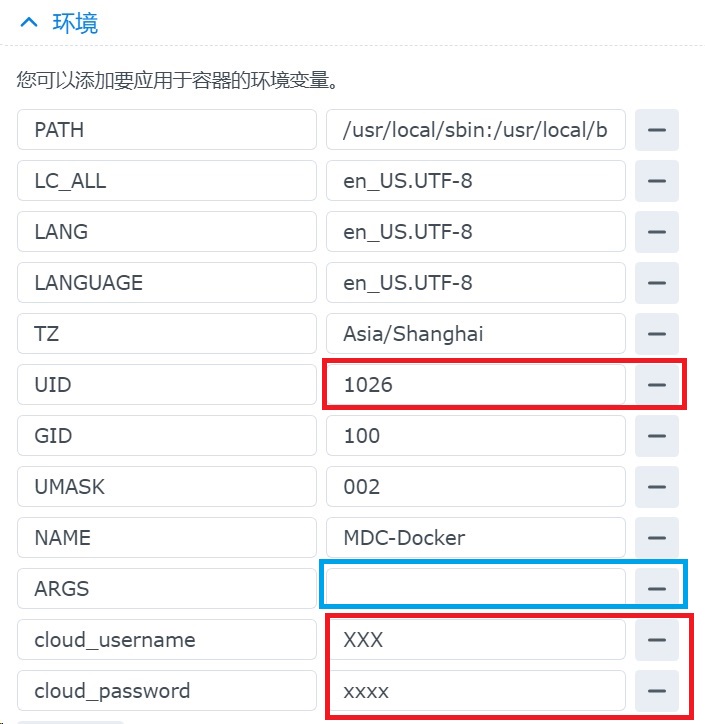 环境
您可以添加要应用于容器的环境变量。
PATH /usr/local/sbin:/usr/local/b
LC_ALL en_US.UTF-8
LANG en_US.UTF-8
LANGUAGE en_US.UTF-8
TZ Asia/Shanghai
UID 1026
GID 100
UMASK 002
NAME MDC-Docker
ARGS
cloud_username XXX
cloud_password xxxx